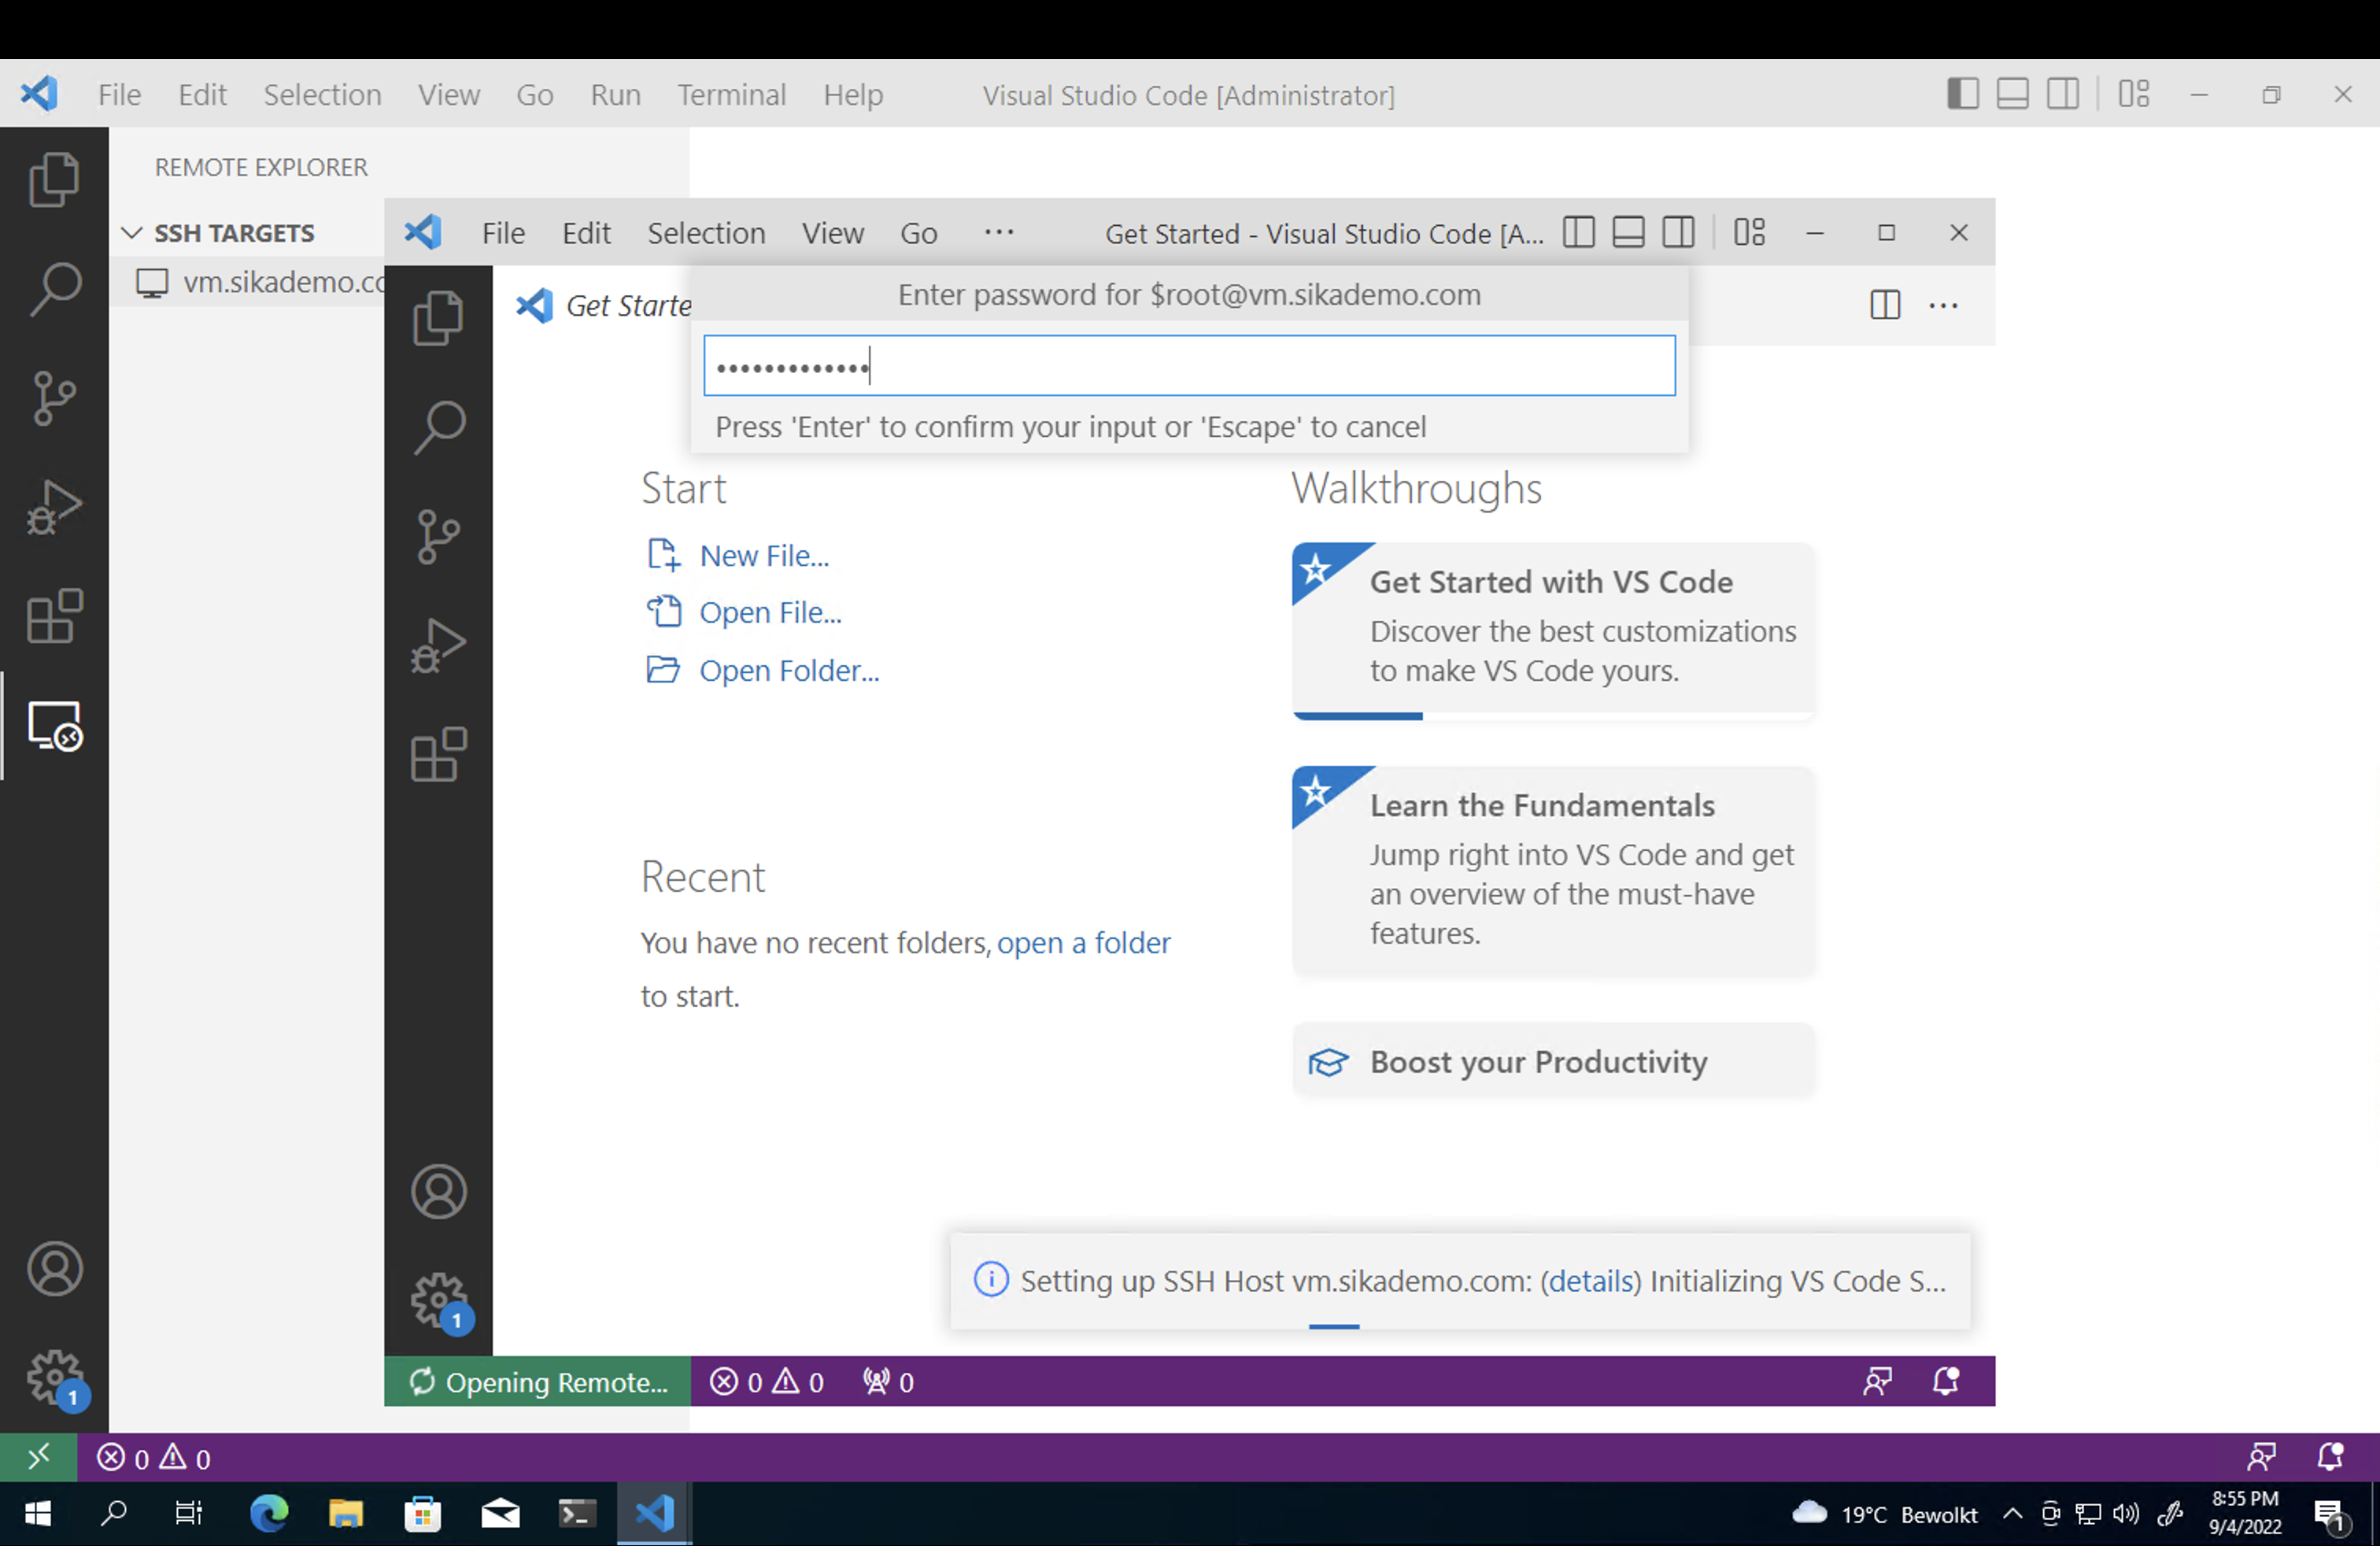 File Edit Selection View Go Run Terminal Help Visual Studio Code [Administrator]
REMOTE EXPLORER
SSH TARGETS
vm.sikademo.co
File Edit Selection View Go ··· Get Started - Visual Studio Code [A...
Get Starte
Enter password for $root@vm.sikademo.com
•••••••••••••
Press 'Enter' to confirm your input or 'Escape' to cancel
Start
New File...
Open File...
Open Folder...
Recent
You have no recent folders, open a folder
to start.
Walkthroughs
Get Started with VS Code
Discover the best customizations
to make VS Code yours.
Learn the Fundamentals
Jump right into VS Code and get
an overview of the must-have
features.
Boost your Productivity
Setting up SSH Host vm.sikademo.com: (details) Initializing VS Code S...
1
Opening Remote... 0 0 0
1
0 0
19°C Bewolkt
8:55 PM
9/4/2022
1